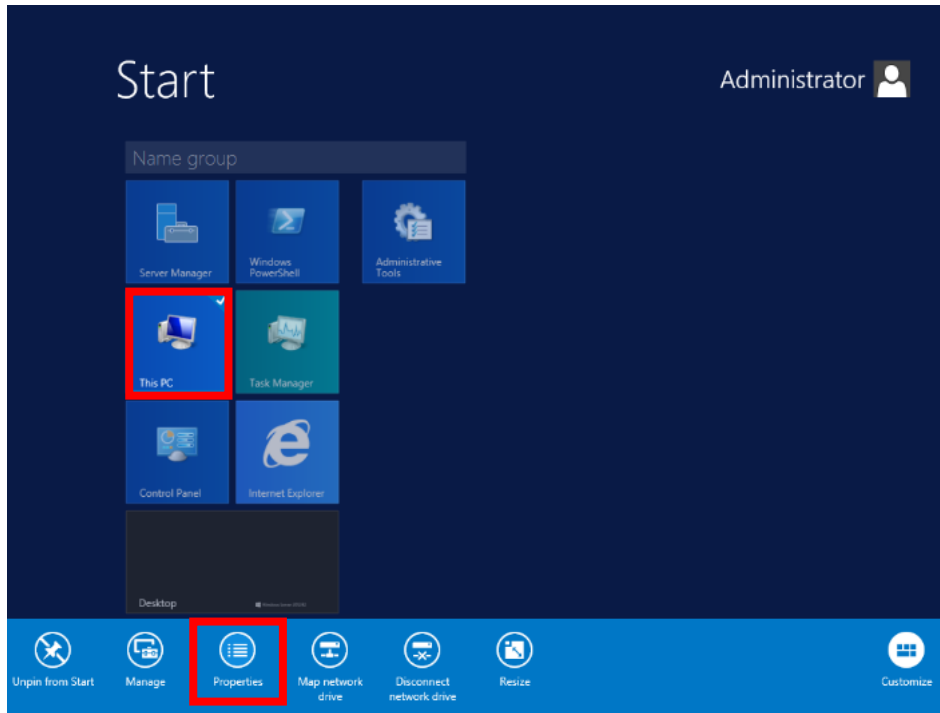 Start
Administrator
Name group
Server Manager
Windows
PowerShell
Administrative
Tools
This PC
Task Manager
Control Panel
Internet Explorer
Desktop
Unpin from Start
Manage
Properties
Map network
drive
Disconnect
network drive
Resize
Customize